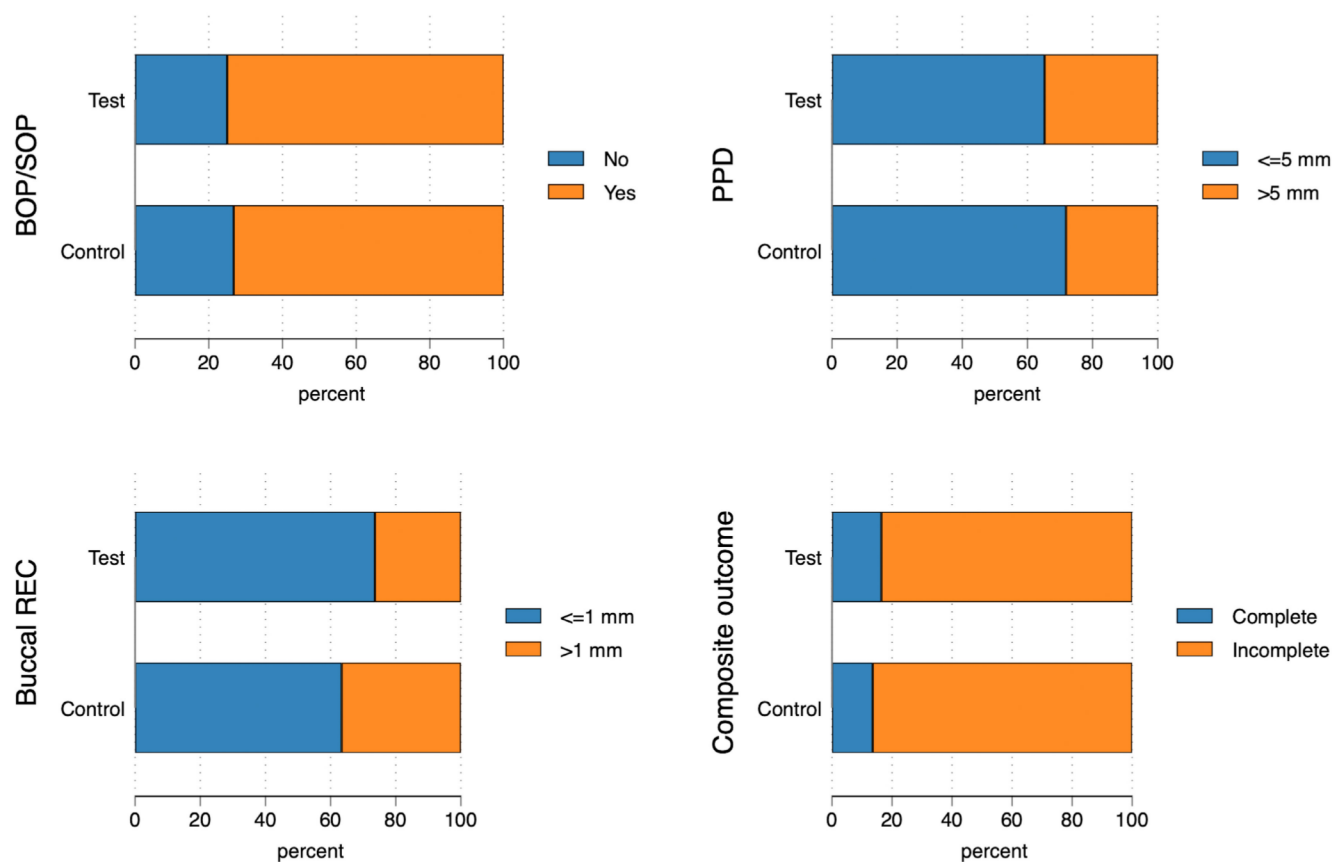 BOP/SOP
Test
Control
0 20 40 60 80 100
percent
No
Yes
PPD
Test
Control
0 20 40 60 80 100
percent
<=5 mm
>5 mm
Buccal REC
Test
Control
0 20 40 60 80 100
percent
<=1 mm
>1 mm
Composite outcome
Test
Control
0 20 40 60 80 100
percent
Complete
Incomplete